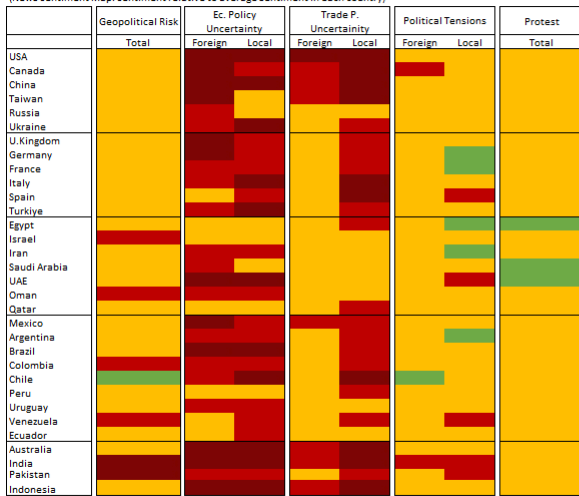 Geopolitical Risk Ec. Policy Uncertainty Trade P. Uncertainity Political Tensions Protest
Total Foreign Local Foreign Local Foreign Local Total
USA
Canada
China
Taiwan
Russia
Ukraine
U.Kingdom
Germany
France
Italy
Spain
Turkiye
Egypt
Israel
Iran
Saudi Arabia
UAE
Oman
Qatar
Mexico
Argentina
Brazil
Colombia
Chile
Peru
Uruguay
Venezuela
Ecuador
Australia
India
Pakistan
Indonesia